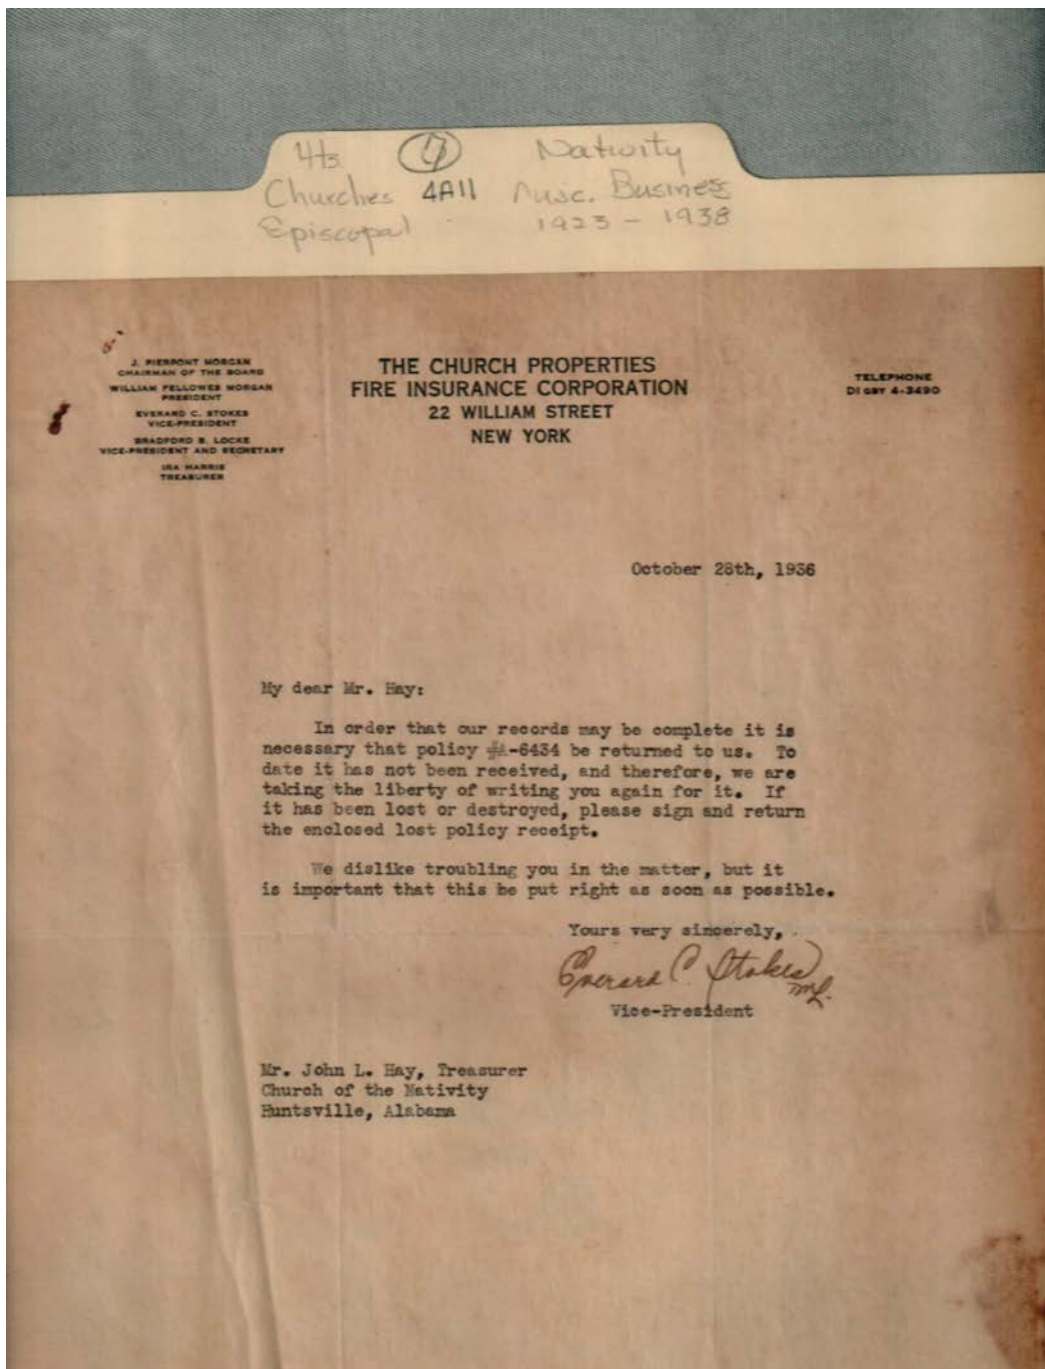 Hts. 7 Nativity
Churches 4A11 Misc. Business
Episcopal 1923 - 1938
J. PIERPONT MORGAN
CHAIRMAN OF THE BOARD
WILLIAM FELLOWES MORGAN
PRESIDENT
EVERARD C. STOKES
VICE-PRESIDENT
BRADFORD B. LOCKE
VICE-PRESIDENT AND SECRETARY
IRA HARRIS
TREASURER
THE CHURCH PROPERTIES
FIRE INSURANCE CORPORATION
22 WILLIAM STREET
NEW YORK
TELEPHONE
DIGBY 4-3490
October 28th, 1936
My dear Mr. Hay:
In order that our records may be complete it is
necessary that policy #A-6434 be returned to us. To
date it has not been received, and therefore, we are
taking the liberty of writing you again for it. If
it has been lost or destroyed, please sign and return
the enclosed lost policy receipt.
We dislike troubling you in the matter, but it
is important that this be put right as soon as possible.
Yours very sincerely,
Everard C. Stokes
Vice-President
Mr. John L. Hay, Treasurer
Church of the Nativity
Huntsville, Alabama